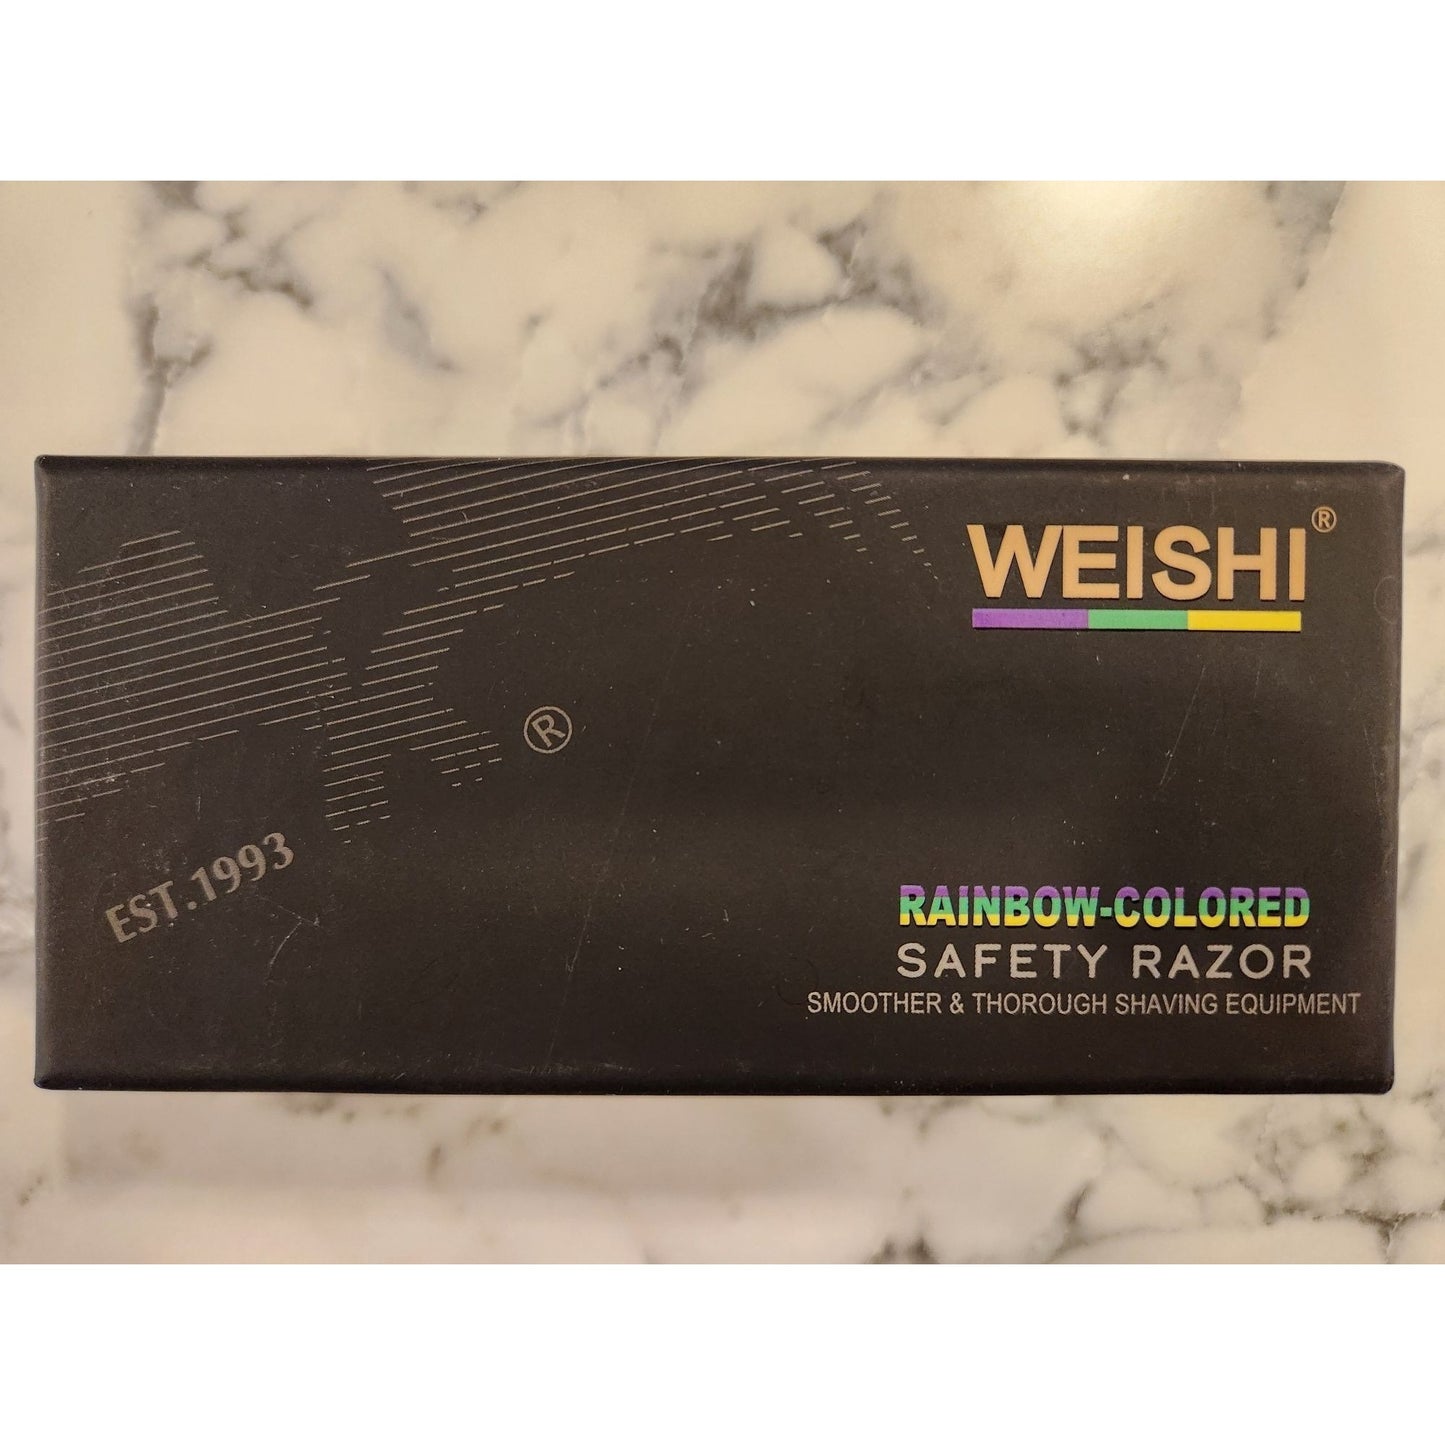 WEISHI®
®
EST.1993
RAINBOW-COLORED
SAFETY RAZOR
SMOOTHER & THOROUGH SHAVING EQUIPMENT